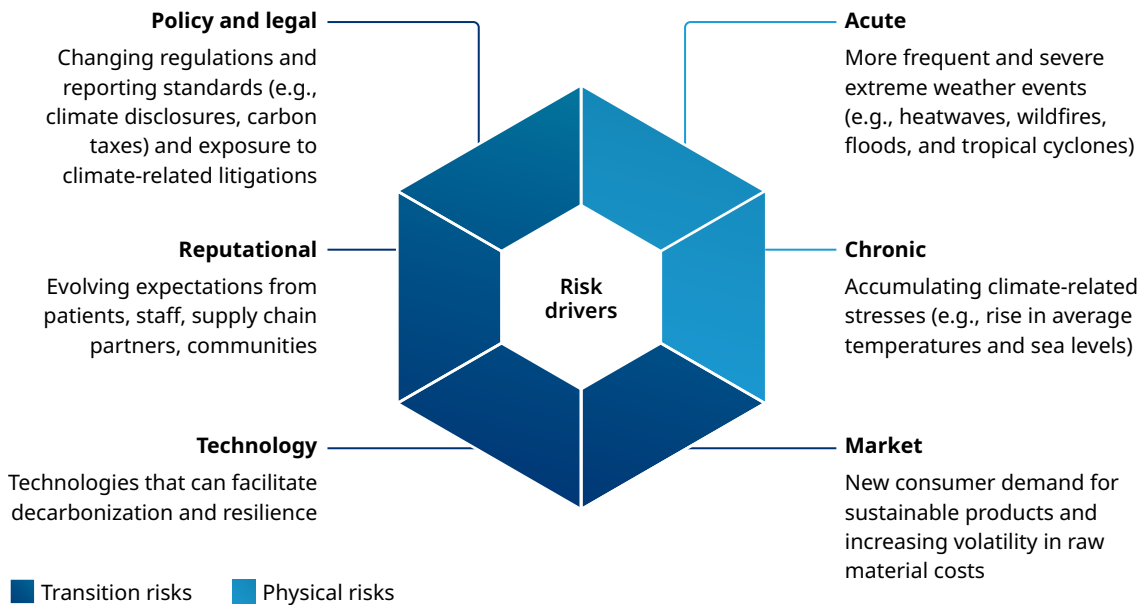 Policy and legal
Changing regulations and
reporting standards (e.g.,
climate disclosures, carbon
taxes) and exposure to
climate-related litigations
Reputational
Evolving expectations from
patients, staff, supply chain
partners, communities
Technology
Technologies that can facilitate
decarbonization and resilience
Risk
drivers
Acute
More frequent and severe
extreme weather events
(e.g., heatwaves, wildfires,
floods, and tropical cyclones)
Chronic
Accumulating climate-related
stresses (e.g., rise in average
temperatures and sea levels)
Market
New consumer demand for
sustainable products and
increasing volatility in raw
material costs
Transition risks
Physical risks